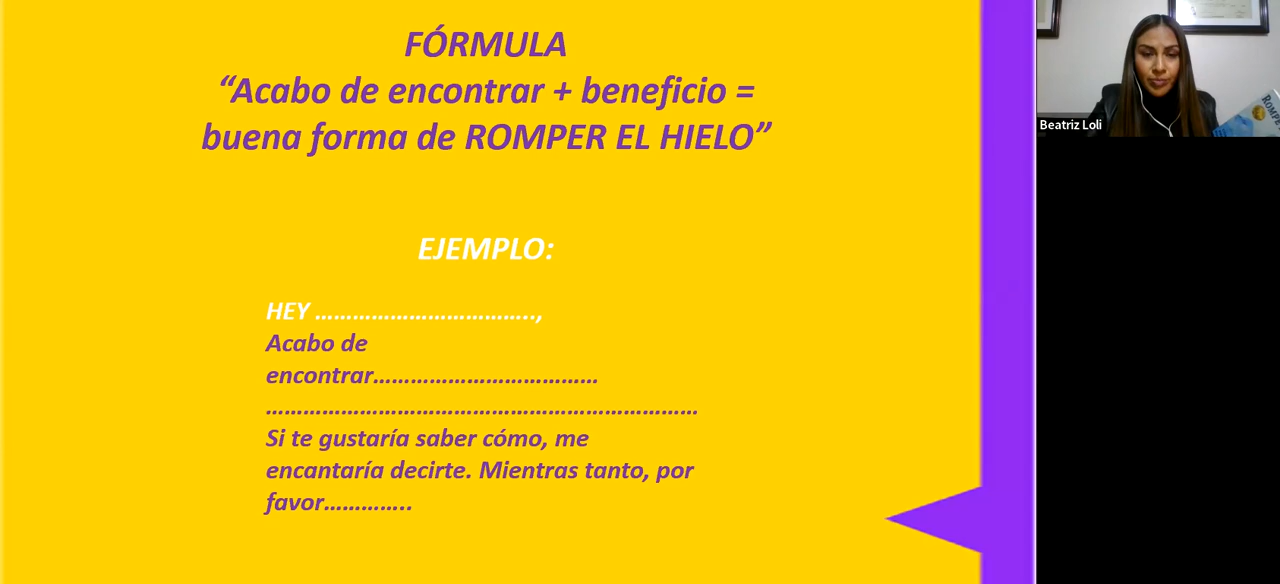 FÓRMULA
“Acabo de encontrar + beneficio =
buena forma de ROMPER EL HIELO”
EJEMPLO:
HEY ……………………………..,
Acabo de
encontrar………………………………
……………………………………………………………
Si te gustaría saber cómo, me
encantaría decirte. Mientras tanto, por
favor…………..
Beatriz Loli